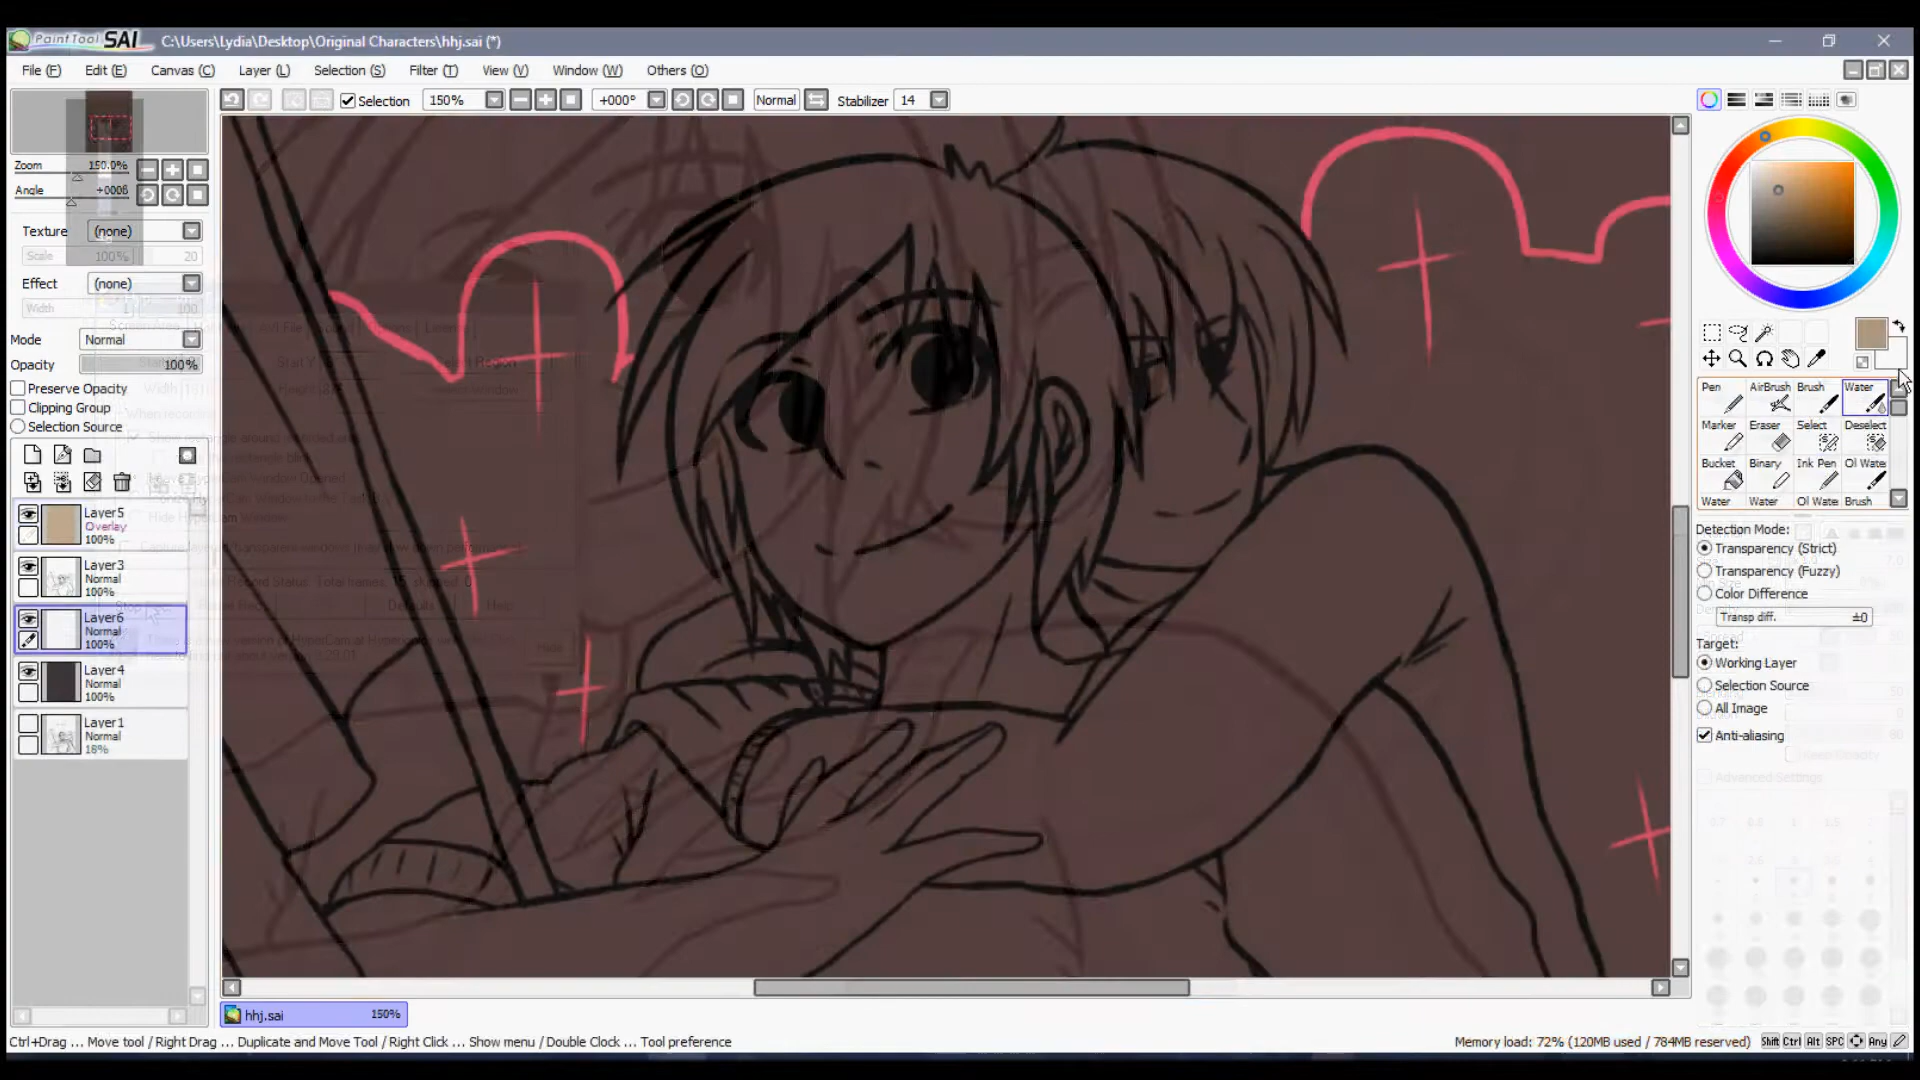 PaintTool SAI C:\Users\Lydia\Desktop\Original Characters\hhj.sai (*)
File (F) Edit (E) Canvas (C) Layer (L) Selection (S) Filter (T) View (V) Window (W) Others (O)
Selection 150% +000° Normal Stabilizer 14
Zoom 150.0%
Angle
Texture (none)
Scale 100% 20
Effect (none)
Width 1 100
Mode Normal
Opacity 100%
Preserve Opacity
Clipping Group
Selection Source
Layer5
Overlay
100%
Layer3
Normal
100%
Layer6
Normal
100%
Layer4
Normal
100%
Layer1
Normal
18%
Pen AirBrush Brush Water
Marker Eraser Select Deselect
Bucket Binary Ink Pen Ol Wate
Water Water Ol Wate Brush
Detection Mode:
Transparency (Strict)
Transparency (Fuzzy)
Color Difference
Transp diff. ±0
Target:
Working Layer
Selection Source
All Image
Anti-aliasing
Advanced Settings
hhj.sai 150%
Ctrl+Drag ... Move tool / Right Drag ... Duplicate and Move Tool / Right Click ... Show menu / Double Clock ... Tool preference
Memory load: 72% (120MB used / 784MB reserved) Shift Ctrl Alt SPC Any